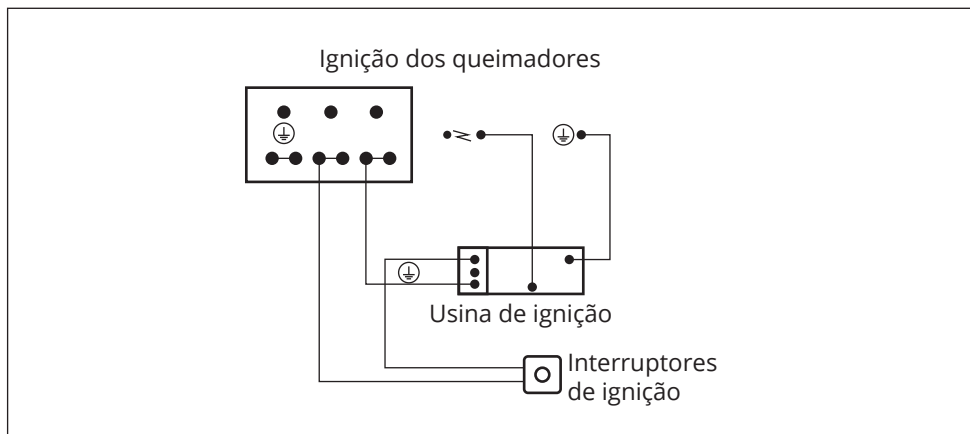 Ignição dos queimadores
Usina de ignição
Interruptores
de ignição